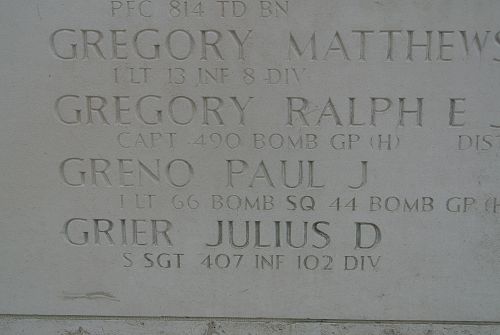 PFC 814 TD BN
GREGORY MATTHEWS
1 LT 13 INF 8 DIV
GREGORY RALPH E J
CAPT 490 BOMB GP (H) DIS
GRENO PAUL J
1 LT 66 BOMB SQ 44 BOMB GP (H
GRIER JULIUS D
S SGT 407 INF 102 DIV